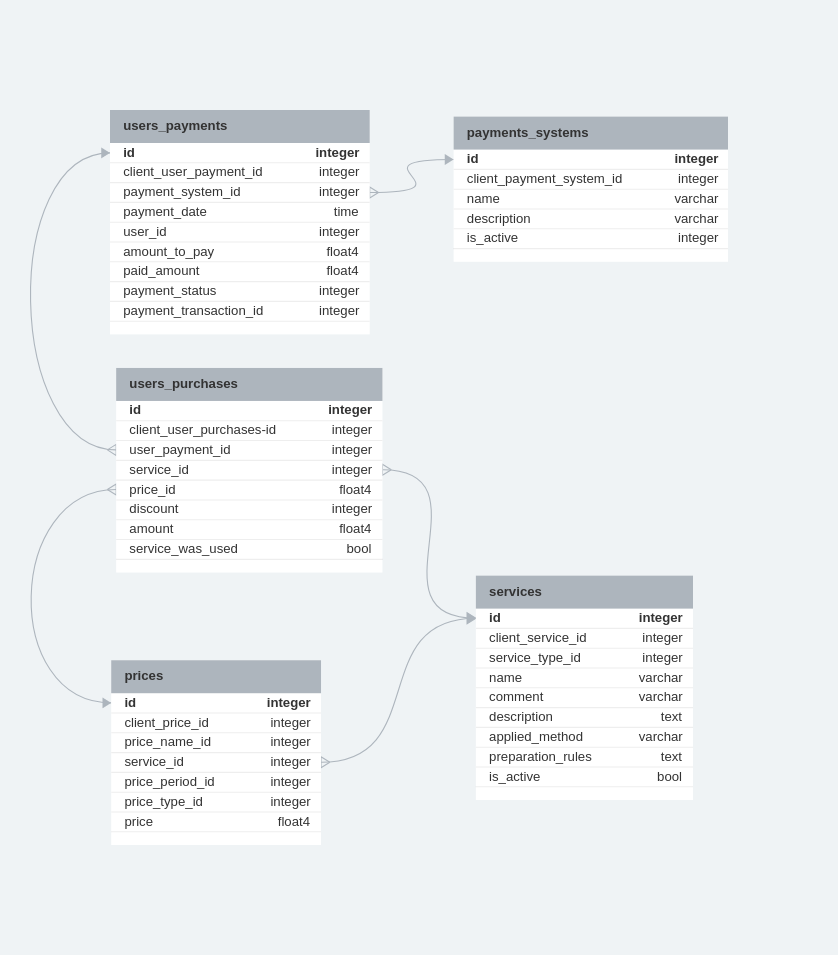 users_payments
id integer
client_user_payment_id integer
payment_system_id integer
payment_date time
user_id integer
amount_to_pay float4
paid_amount float4
payment_status integer
payment_transaction_id integer
payments_systems
id integer
client_payment_system_id integer
name varchar
description varchar
is_active integer
users_purchases
id integer
client_user_purchases-id integer
user_payment_id integer
service_id integer
price_id float4
discount integer
amount float4
service_was_used bool
services
id integer
client_service_id integer
service_type_id integer
name varchar
comment varchar
description text
applied_method varchar
preparation_rules text
is_active bool
prices
id integer
client_price_id integer
price_name_id integer
service_id integer
price_period_id integer
price_type_id integer
price float4